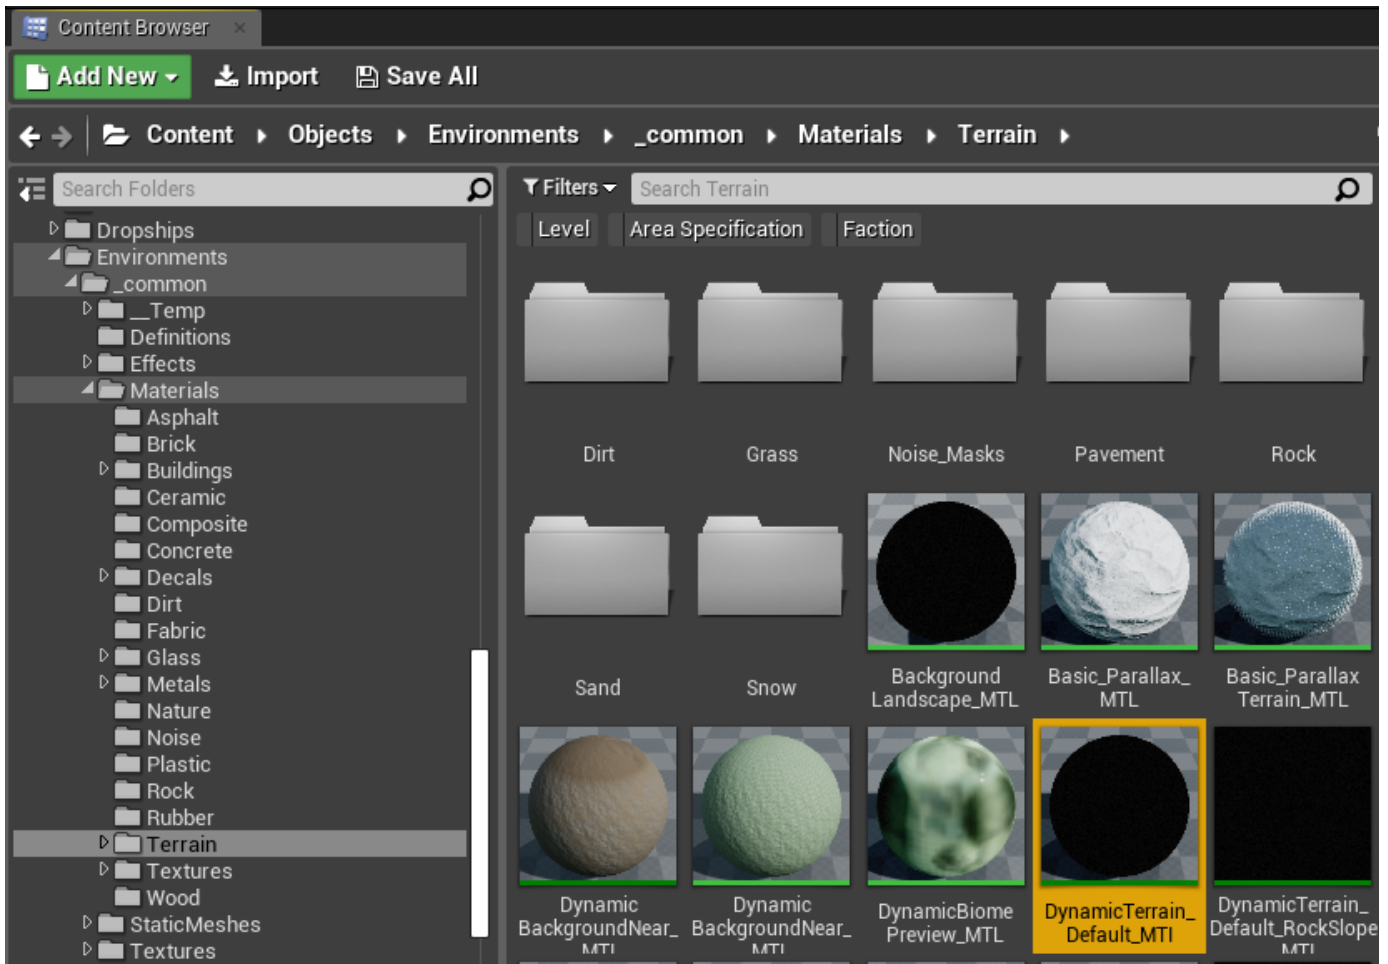 Content Browser
Add New
Import
Save All
Content
Objects
Environments
_common
Materials
Terrain
Search Folders
Dropships
Environments
_common
__Temp
Definitions
Effects
Materials
Asphalt
Brick
Buildings
Ceramic
Composite
Concrete
Decals
Dirt
Fabric
Glass
Metals
Nature
Noise
Plastic
Rock
Rubber
Terrain
Textures
Wood
StaticMeshes
Textures
Filters
Search Terrain
Level
Area Specification
Faction
Dirt
Grass
Noise_Masks
Pavement
Rock
Sand
Snow
Background
Landscape_MTL
Basic_Parallax_
MTL
Basic_Parallax
Terrain_MTL
Dynamic
BackgroundNear_
Dynamic
BackgroundNear_
DynamicBiome
Preview_MTL
DynamicTerrain_
Default_MTI
DynamicTerrain_
Default_RockSlope